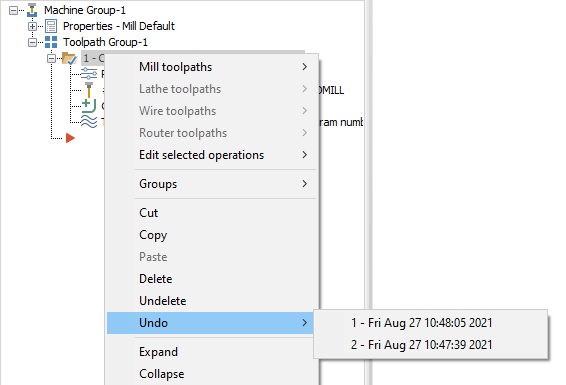 Machine Group-1
Properties - Mill Default
Toolpath Group-1
1 - C
Mill toolpaths
Lathe toolpaths
DMILL
Wire toolpaths
Router toolpaths
ram numb
Edit selected operations
Groups
Cut
Copy
Paste
Delete
Undelete
Undo
1 - Fri Aug 27 10:48:05 2021
2 - Fri Aug 27 10:47:39 2021
Expand
Collapse